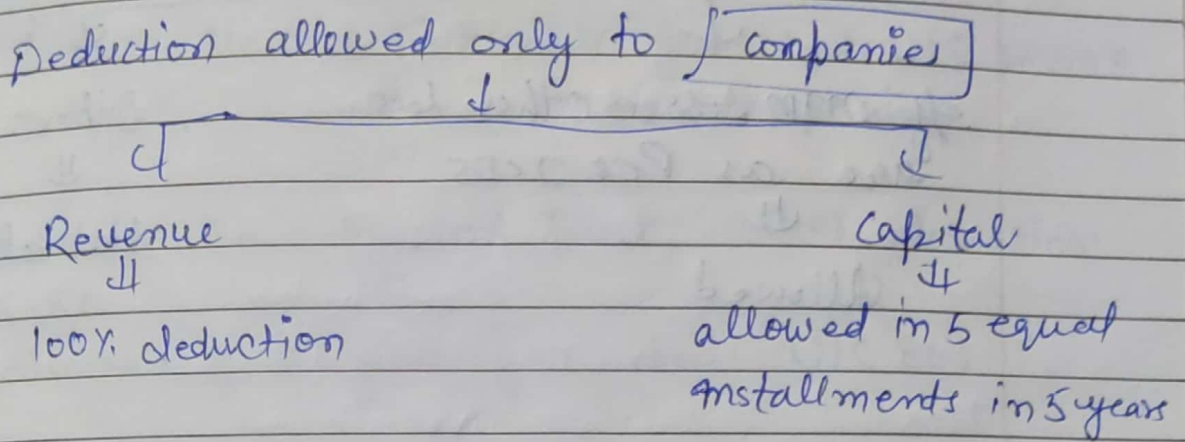 Deduction allowed only to companies
Revenue Capital
100% deduction allowed in 5 equal
installments in 5 years